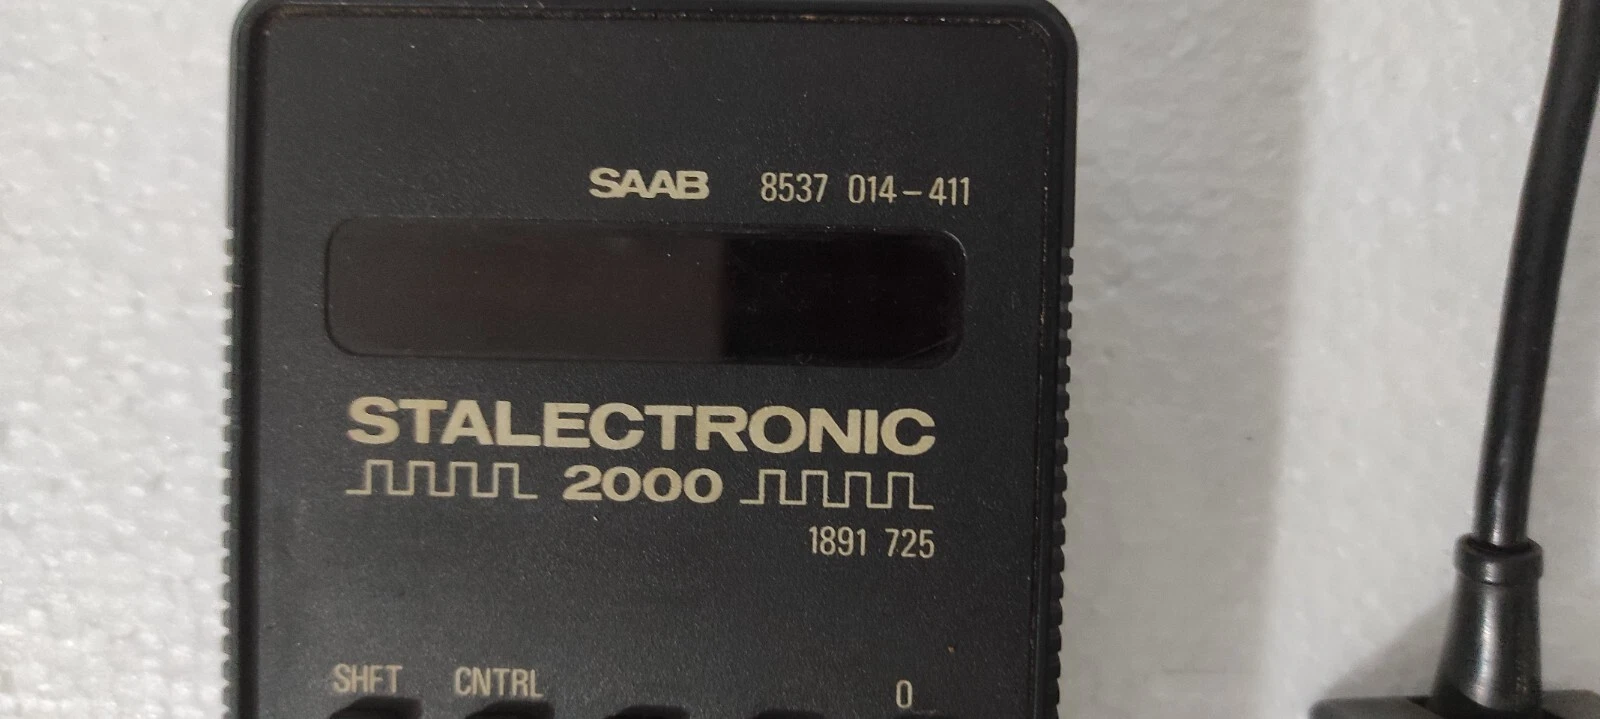 SAAB 8537 014-411
STALECTRONIC
2000
1891 725
SHFT CNTRL 0